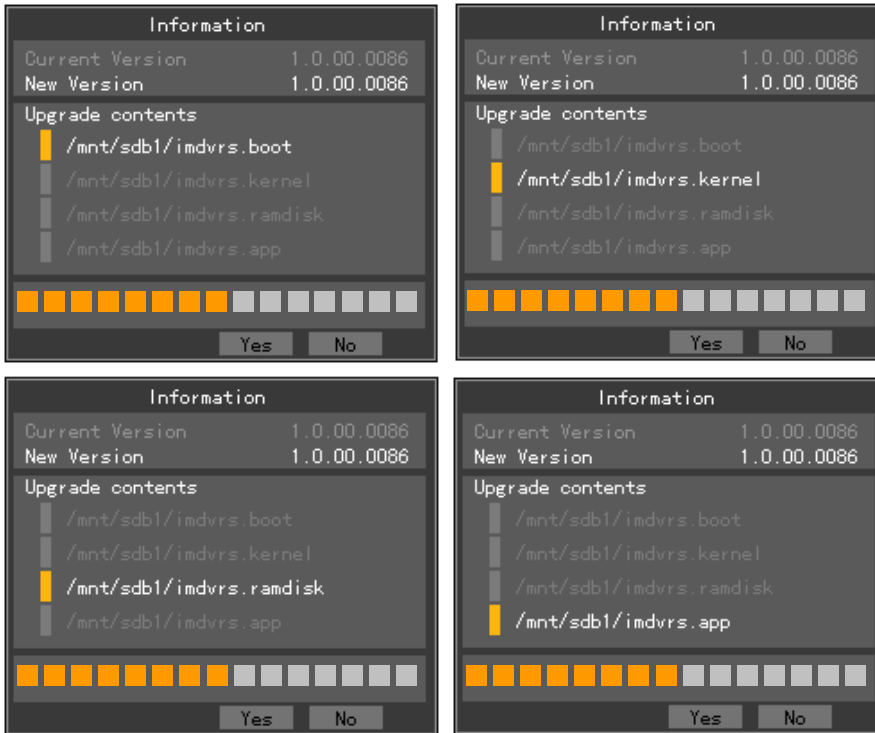 Information
Current Version 1.0.00.0086
New Version 1.0.00.0086
Upgrade contents
/mnt/sdb1/imdvrs.boot
/mnt/sdb1/imdvrs.kernel
/mnt/sdb1/imdvrs.ramdisk
/mnt/sdb1/imdvrs.app
Yes No
Information
Current Version 1.0.00.0086
New Version 1.0.00.0086
Upgrade contents
/mnt/sdb1/imdvrs.boot
/mnt/sdb1/imdvrs.kernel
/mnt/sdb1/imdvrs.ramdisk
/mnt/sdb1/imdvrs.app
Yes No
Information
Current Version 1.0.00.0086
New Version 1.0.00.0086
Upgrade contents
/mnt/sdb1/imdvrs.boot
/mnt/sdb1/imdvrs.kernel
/mnt/sdb1/imdvrs.ramdisk
/mnt/sdb1/imdvrs.app
Yes No
Information
Current Version 1.0.00.0086
New Version 1.0.00.0086
Upgrade contents
/mnt/sdb1/imdvrs.boot
/mnt/sdb1/imdvrs.kernel
/mnt/sdb1/imdvrs.ramdisk
/mnt/sdb1/imdvrs.app
Yes No